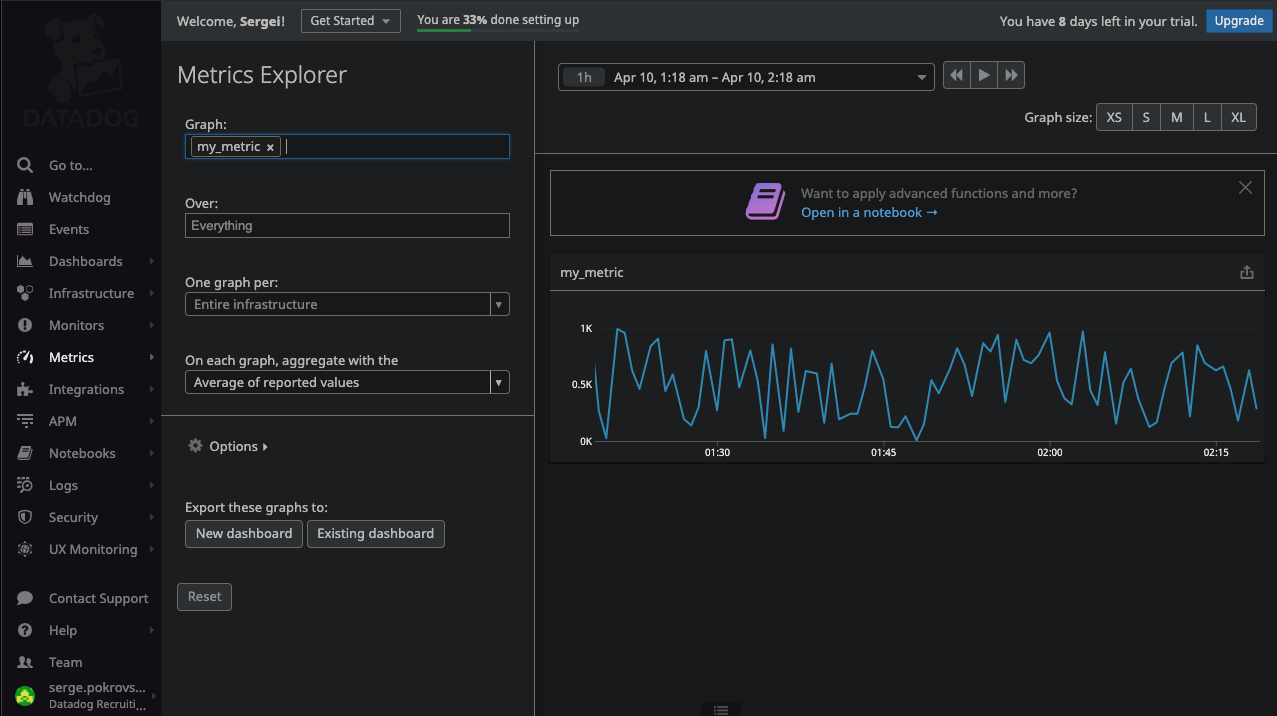 DATADOG
Go to...
Watchdog
Events
Dashboards
Infrastructure
Monitors
Metrics
Integrations
APM
Notebooks
Logs
Security
UX Monitoring
Contact Support
Help
Team
serge.pokrovs...
Datadog Recruiti...
Welcome, Sergei!
Get Started
You are 33% done setting up
You have 8 days left in your trial.
Upgrade
Metrics Explorer
Graph:
my_metric ×
Over:
Everything
One graph per:
Entire infrastructure
On each graph, aggregate with the
Average of reported values
Options
Export these graphs to:
New dashboard
Existing dashboard
Reset
1h Apr 10, 1:18 am – Apr 10, 2:18 am
Graph size: XS S M L XL
Want to apply advanced functions and more?
Open in a notebook →
my_metric
1K
0.5K
0K
01:30 01:45 02:00 02:15